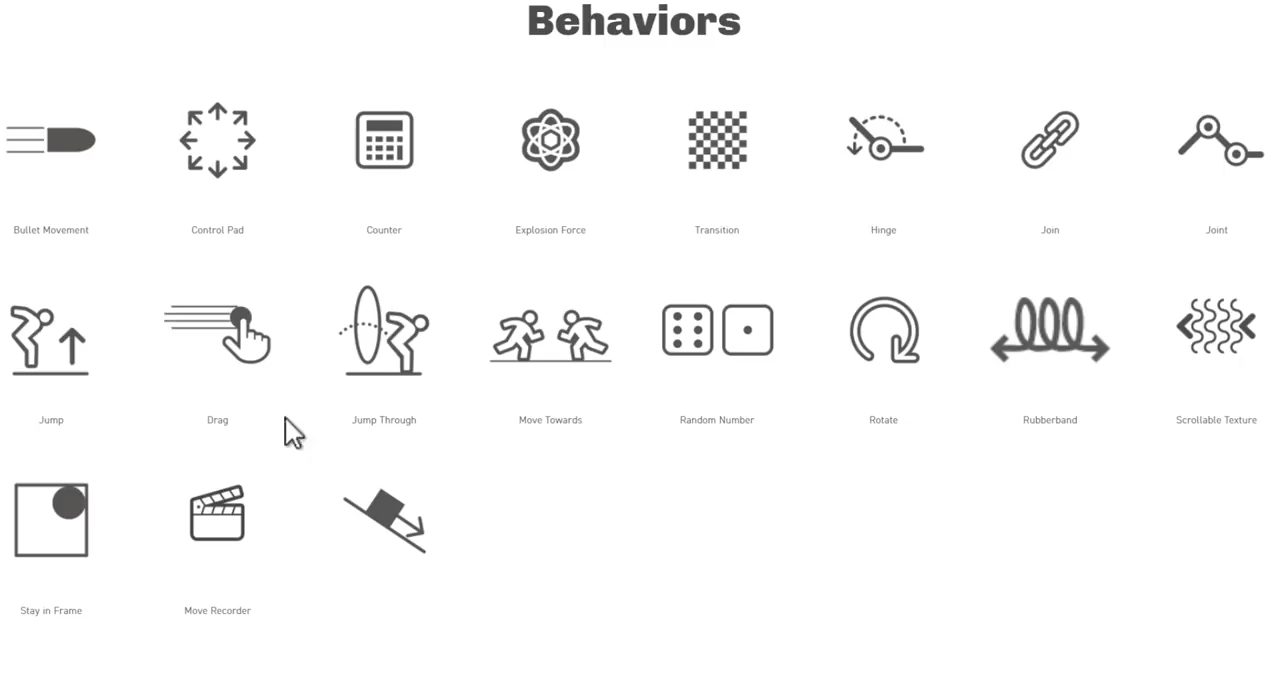 Behaviors
Bullet Movement
Control Pad
Counter
Explosion Force
Transition
Hinge
Join
Joint
Jump
Drag
Jump Through
Move Towards
Random Number
Rotate
Rubberband
Scrollable Texture
Stay in Frame
Move Recorder